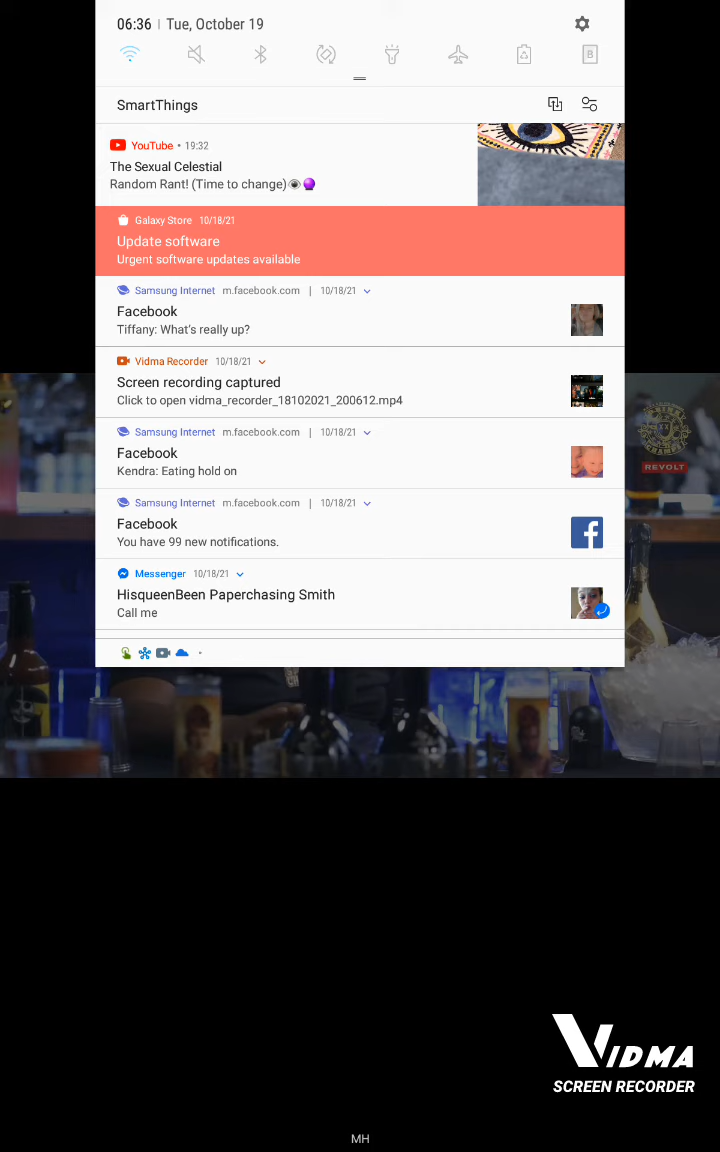 06:36 | Tue, October 19
B
SmartThings
YouTube • 19:32
The Sexual Celestial
Random Rant! (Time to change)👁🔮
Galaxy Store 10/18/21
Update software
Urgent software updates available
Samsung Internet m.facebook.com | 10/18/21
Facebook
Tiffany: What's really up?
Vidma Recorder 10/18/21
Screen recording captured
Click to open vidma_recorder_18102021_200612.mp4
Samsung Internet m.facebook.com | 10/18/21
Facebook
Kendra: Eating hold on
Samsung Internet m.facebook.com | 10/18/21
Facebook
You have 99 new notifications.
Messenger 10/18/21
HisqueenBeen Paperchasing Smith
Call me
DRINK
CHAMPS
REVOLT
VIDMA
SCREEN RECORDER
MH